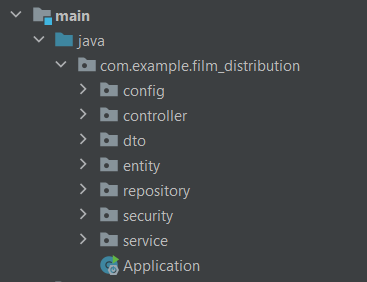 main
java
com.example.film_distribution
config
controller
dto
entity
repository
security
service
Application